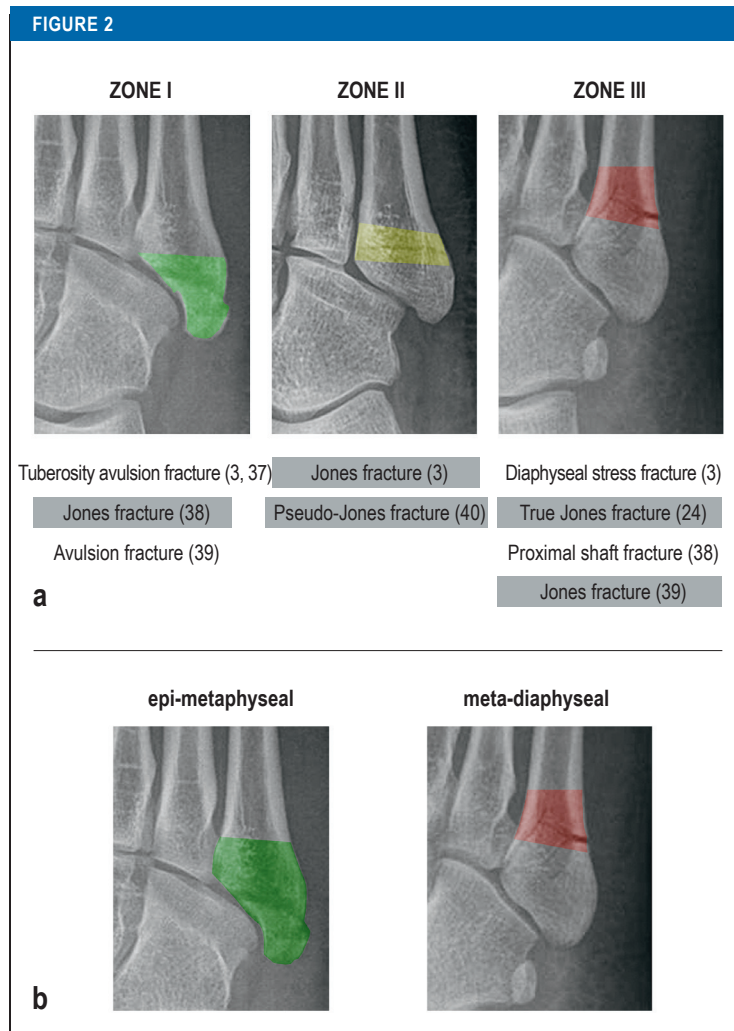 FIGURE 2
ZONE I
ZONE II
ZONE III
Tuberosity avulsion fracture (3, 37)
Jones fracture (38)
Avulsion fracture (39)
Jones fracture (3)
Pseudo-Jones fracture (40)
Diaphyseal stress fracture (3)
True Jones fracture (24)
Proximal shaft fracture (38)
Jones fracture (39)
a
epi-metaphyseal
meta-diaphyseal
b